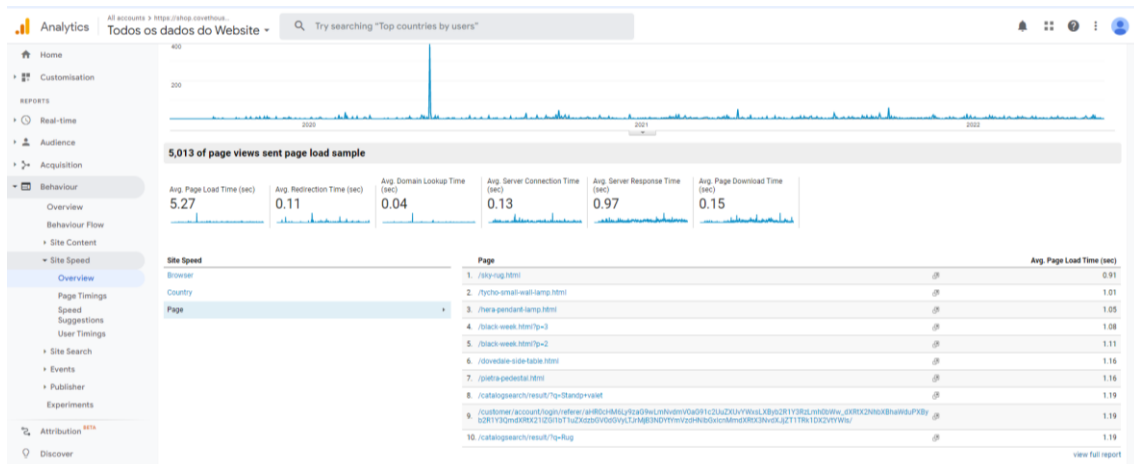 Analytics
All accounts > https://shop.covethous...
Todos os dados do Website
Try searching "Top countries by users"
Home
Customisation
REPORTS
Real-time
Audience
Acquisition
Behaviour
Overview
Behaviour Flow
Site Content
Site Speed
Overview
Page Timings
Speed
Suggestions
User Timings
Site Search
Events
Publisher
Experiments
Attribution BETA
Discover
400
200
2020
2021
2022
5,013 of page views sent page load sample
Avg. Page Load Time (sec)
5.27
Avg. Redirection Time (sec)
0.11
Avg. Domain Lookup Time
(sec)
0.04
Avg. Server Connection Time
(sec)
0.13
Avg. Server Response Time
(sec)
0.97
Avg. Page Download Time
(sec)
0.15
Site Speed
Browser
Country
Page
Page Avg. Page Load Time (sec)
1. /sky-rug.html 0.91
2. /tycho-small-wall-lamp.html 1.01
3. /hera-pendant-lamp.html 1.05
4. /black-week.html?p=3 1.08
5. /black-week.html?p=2 1.11
6. /dovedale-side-table.html 1.16
7. /pietra-pedestal.html 1.16
8. /catalogsearch/result/?q=Standp+valet 1.19
9. 1.19
10. /catalogsearch/result/?q=Rug 1.19
view full report